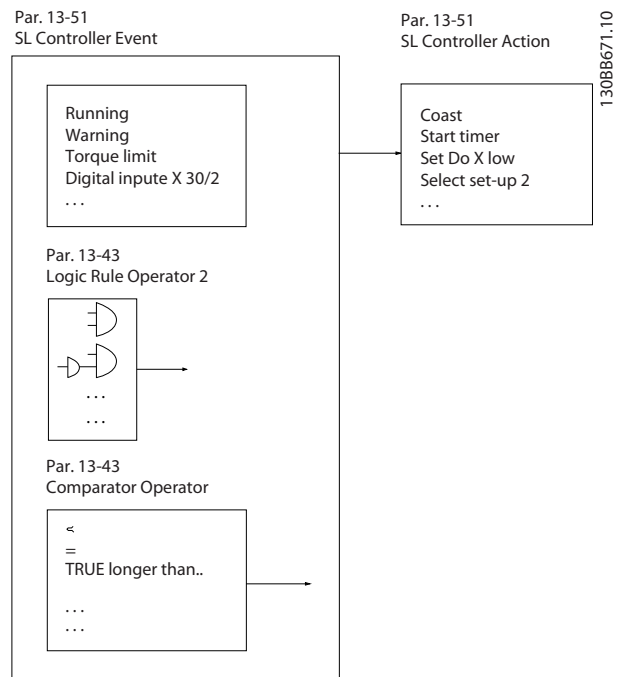 Par. 13-51
SL Controller Event
Running
Warning
Torque limit
Digital inpute X 30/2
. . .
Par. 13-43
Logic Rule Operator 2
. . .
. . .
Par. 13-43
Comparator Operator
=
TRUE longer than..
. . .
. . .
Par. 13-51
SL Controller Action
Coast
Start timer
Set Do X low
Select set-up 2
. . .
130BB671.10